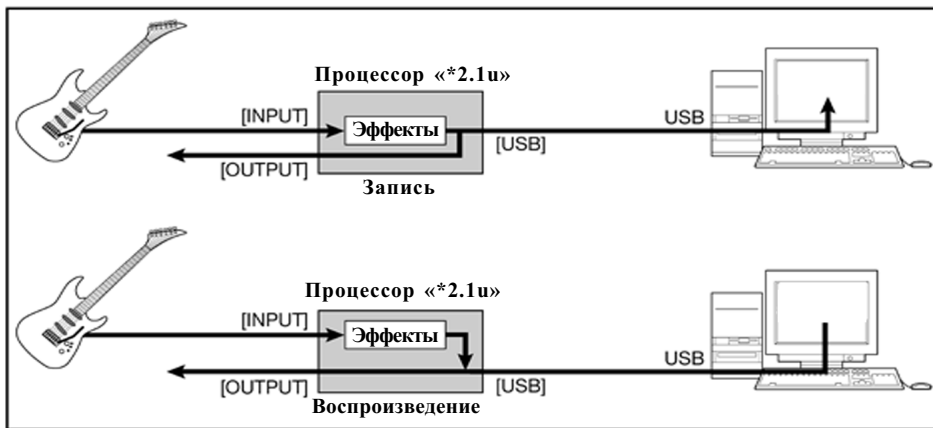 Процессор «*2.1u»
[INPUT]
Эффекты
USB
[USB]
[OUTPUT]
Запись
Процессор «*2.1u»
[INPUT]
Эффекты
USB
[OUTPUT]
[USB]
Воспроизведение